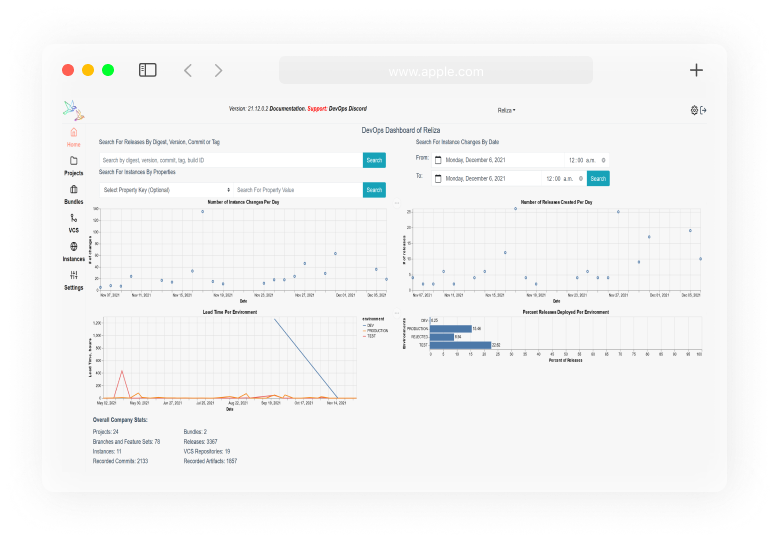 www.apple.com
Version: 21.12.0.2 Documentation. Support: DevOps Discord
Reliza
DevOps Dashboard of Reliza
Home
Projects
Bundles
VCS
Instances
Settings
Search For Releases By Digest, Version, Commit or Tag
Search by digest, version, commit, tag, build ID
Search
Search For Instances By Properties
Select Property Key (Optional)
Search For Property Value
Search
Search For Instance Changes By Date
From: Monday, December 6, 2021 12:00 a.m.
To: Monday, December 6, 2021 12:00 a.m.
Search
Number of Instance Changes Per Day
# of changes
140
120
100
80
60
40
20
0
Nov 07, 2021 Nov 11, 2021 Nov 15, 2021 Nov 19, 2021 Nov 23, 2021 Nov 27, 2021 Dec 01, 2021 Dec 05, 2021
Date
Number of Releases Created Per Day
# of releases
25
20
15
10
5
0
Nov 07, 2021 Nov 11, 2021 Nov 15, 2021 Nov 19, 2021 Nov 23, 2021 Nov 27, 2021 Dec 01, 2021 Dec 05, 2021
Date
Lead Time Per Environment
Lead Time, hours
1,200
1,000
800
600
400
200
0
May 02, 2021 May 30, 2021 Jun 27, 2021 Jul 25, 2021 Aug 22, 2021 Sep 19, 2021 Oct 17, 2021 Nov 14, 2021
Date
environment
DEV
PRODUCTION
TEST
Percent Releases Deployed Per Environment
Environments
DEV
PRODUCTION
REJECTED
TEST
0 5 10 15 20 25 30 35 40 45 50 55 60 65 70 75 80 85 90 95 100
Percent of Releases
Overall Company Stats:
Projects: 24 Bundles: 2
Branches and Feature Sets: 78 Releases: 3367
Instances: 11 VCS Repositories: 19
Recorded Commits: 2133 Recorded Artifacts: 1657